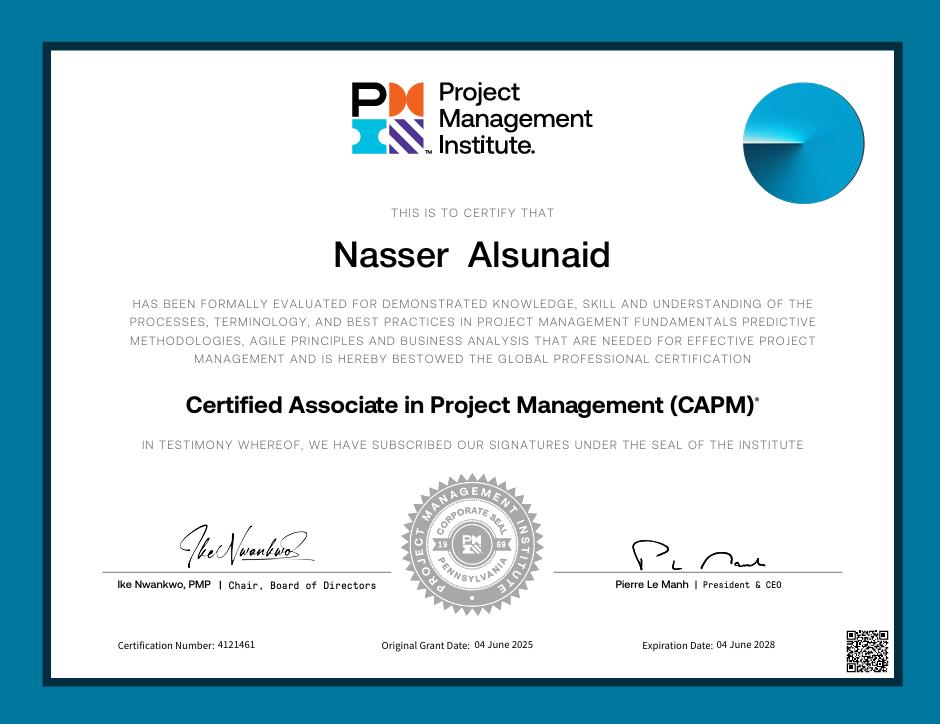 PM
Project
Management
Institute.
™
THIS IS TO CERTIFY THAT
Nasser Alsunaid
HAS BEEN FORMALLY EVALUATED FOR DEMONSTRATED KNOWLEDGE, SKILL AND UNDERSTANDING OF THE
PROCESSES, TERMINOLOGY, AND BEST PRACTICES IN PROJECT MANAGEMENT FUNDAMENTALS PREDICTIVE
METHODOLOGIES, AGILE PRINCIPLES AND BUSINESS ANALYSIS THAT ARE NEEDED FOR EFFECTIVE PROJECT
MANAGEMENT AND IS HEREBY BESTOWED THE GLOBAL PROFESSIONAL CERTIFICATION
Certified Associate in Project Management (CAPM)®
IN TESTIMONY WHEREOF, WE HAVE SUBSCRIBED OUR SIGNATURES UNDER THE SEAL OF THE INSTITUTE
PROJECT MANAGEMENT INSTITUTE
CORPORATE SEAL
19 69
PENNSYLVANIA
Ike Nwankwo
Ike Nwankwo, PMP | Chair, Board of Directors
Pierre Le Manh | President & CEO
Certification Number: 4121461
Original Grant Date: 04 June 2025
Expiration Date: 04 June 2028